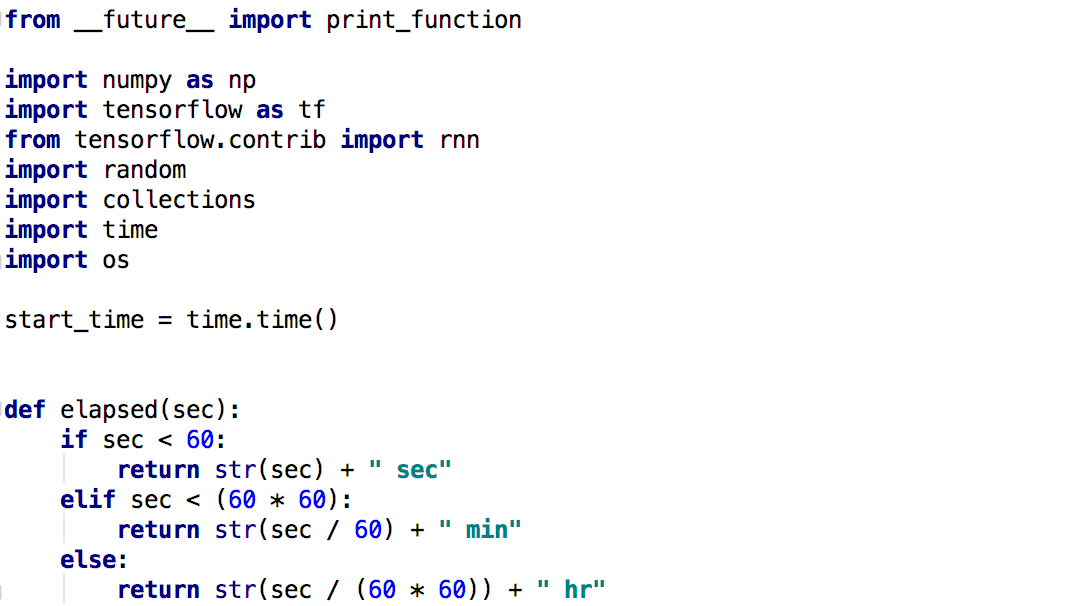 from __future__ import print_function

import numpy as np
import tensorflow as tf
from tensorflow.contrib import rnn
import random
import collections
import time
import os

start_time = time.time()


def elapsed(sec):
    if sec < 60:
        return str(sec) + " sec"
    elif sec < (60 * 60):
        return str(sec / 60) + " min"
    else:
        return str(sec / (60 * 60)) + " hr"